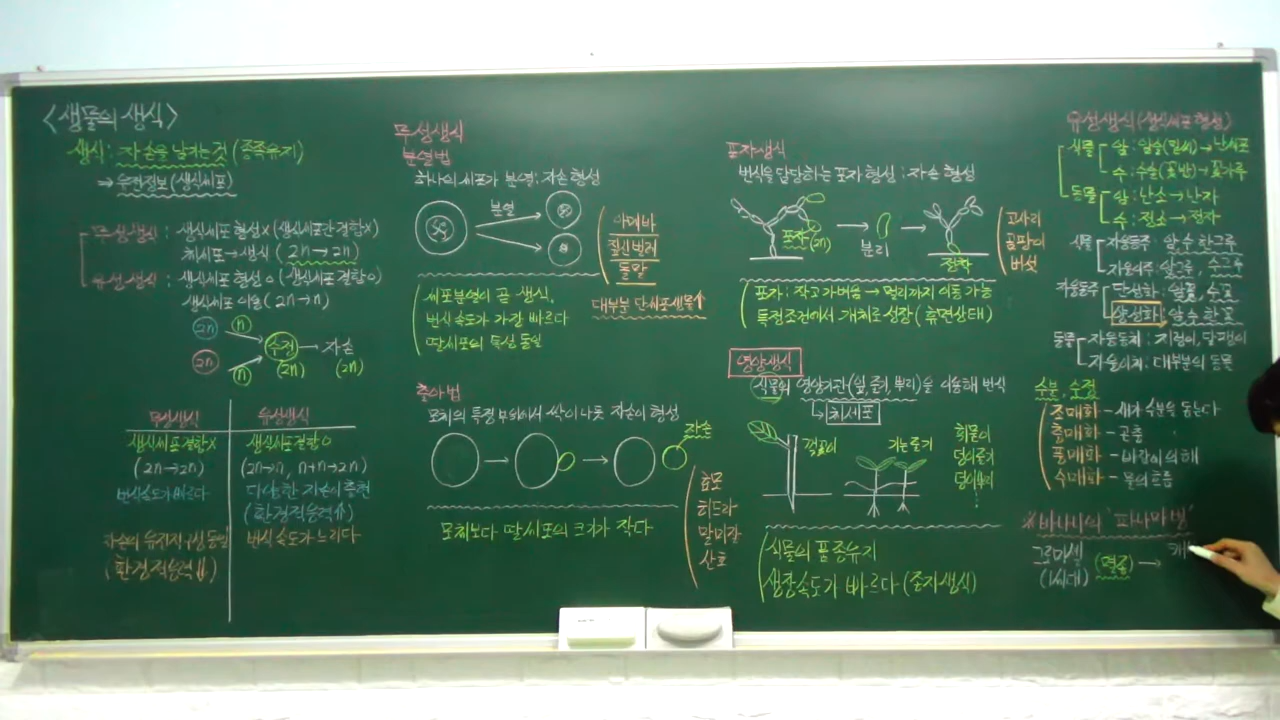 <생물의 생식>
생식: 자손을 남기는 것 (종족유지)
⇒ 유전정보(생식세포)
무성생식 : 생식세포 형성 X (생식세포간 결합X)
체세포→생식 (2n→2n)
유성생식 : 생식세포 형성 O (생식세포 결합O)
생식세포 이용 (2n→n)
2n n
수정 → 자손
2n n (2n) (2n)
무성생식 유성생식
생식세포 결합X 생식세포 결합O
(2n→2n) (2n→n, n+n→2n)
번식속도가 빠르다 다양한 자손이 출현
(환경적응력↑)
자손의 유전적 구성 동일 번식 속도가 느리다
(환경적응력↓)
무성생식
분열법
하나의 세포가 분열: 자손 형성
분열
아메바
짚신벌레
돌말
세포분열이 곧 생식.
번식 속도가 가장 빠르다
딸세포의 특성 동일
대부분 단세포생물
출아법
모체의 특정 부위에서 싹이 나듯 자손이 형성
자손
효모
히드라
말미잘
산호
모체보다 딸세포의 크기가 작다
포자생식
번식을 담당하는 포자 형성 : 자손 형성
포자(2n) 분리 정착
고사리
곰팡이
버섯
포자 : 작고 가벼움 → 멀리까지 이동 가능
특정조건에서 개체로 성장 (휴면상태)
영양생식
식물의 영양기관(잎, 줄기, 뿌리)을 이용해 번식
체세포
꺾꽂이 기는줄기
덩이줄기
덩이뿌리
식물의 품종유지
생장속도가 빠르다 (포자생식)
유성생식 (생식세포 형성)
식물 암: 암술(밑씨)→난세포
수: 수술(꽃밥)→꽃가루
동물 암: 난소→난자
수: 정소→정자
식물 자웅동주: 암수 한그루
자웅이주: 암그루, 수그루
자웅동주 단성화: 암꽃, 수꽃
양성화: 암수 한꽃
동물 자웅동체 : 지렁이, 달팽이
자웅이체: 대부분의 동물
수분, 수정
조매화 - 새가 수분을 돕는다
충매화 - 곤충
풍매화 - 바람에 의해
수매화 - 물의 흐름
※바나나의 '파나마병'
그로미셸 (멸종) → 캐
(1세대)